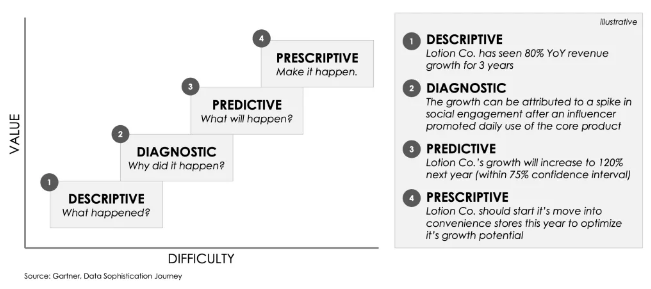 VALUE
4
PRESCRIPTIVE
Make it happen.
3
PREDICTIVE
What will happen?
2
DIAGNOSTIC
Why did it happen?
1
DESCRIPTIVE
What happened?
DIFFICULTY
Illustrative
1
DESCRIPTIVE
Lotion Co. has seen 80% YoY revenue
growth for 3 years
2
DIAGNOSTIC
The growth can be attributed to a spike in
social engagement after an influencer
promoted daily use of the core product
3
PREDICTIVE
Lotion Co.'s growth will increase to 120%
next year (within 75% confidence interval)
4
PRESCRIPTIVE
Lotion Co. should start it's move into
convenience stores this year to optimize
it's growth potential
Source: Gartner, Data Sophistication Journey